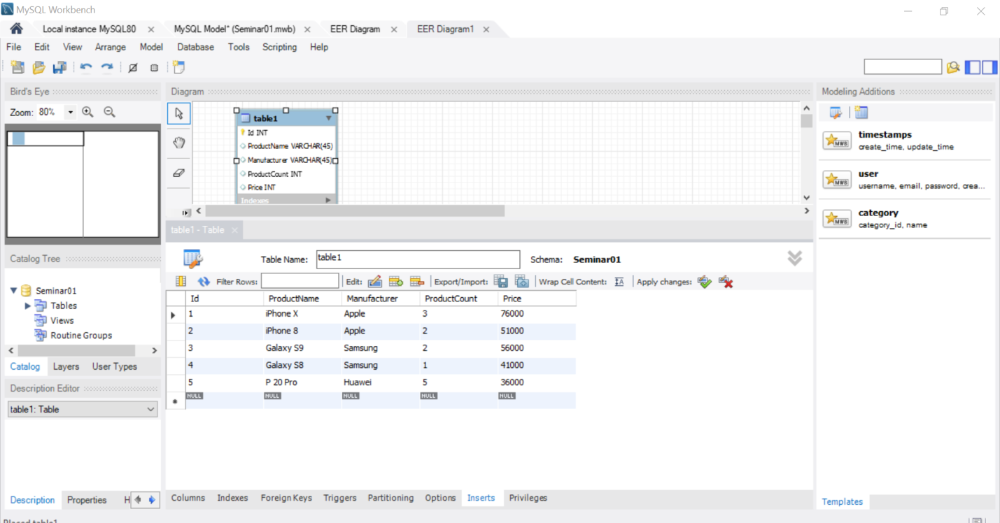 MySQL Workbench
Local instance MySQL80 MySQL Model* (Seminar01.mwb) EER Diagram EER Diagram1
File Edit View Arrange Model Database Tools Scripting Help
Bird's Eye
Zoom: 80%
Diagram
table1
Id INT
ProductName VARCHAR(45)
Manufacturer VARCHAR(45)
ProductCount INT
Price INT
Indexes
Modeling Additions
MWB
timestamps
create_time, update_time
MWB
user
username, email, password, crea...
MWB
category
category_id, name
Catalog Tree
Seminar01
Tables
Views
Routine Groups
Catalog Layers User Types
Description Editor
table1: Table
Description Properties H
table1 - Table
Table Name: table1 Schema: Seminar01
Filter Rows: Edit: Export/Import: Wrap Cell Content: Apply changes:
Id ProductName Manufacturer ProductCount Price
1 iPhone X Apple 3 76000
2 iPhone 8 Apple 2 51000
3 Galaxy S9 Samsung 2 56000
4 Galaxy S8 Samsung 1 41000
5 P 20 Pro Huawei 5 36000
NULL NULL NULL NULL NULL
Columns Indexes Foreign Keys Triggers Partitioning Options Inserts Privileges
Templates
Placed table1